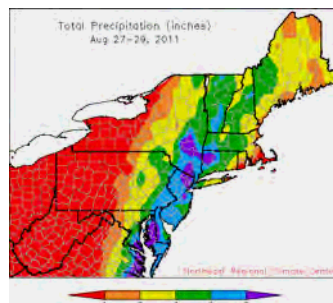 Total Precipitation (inches)
Aug 27-29, 2011
Northeast Regional Climate Center